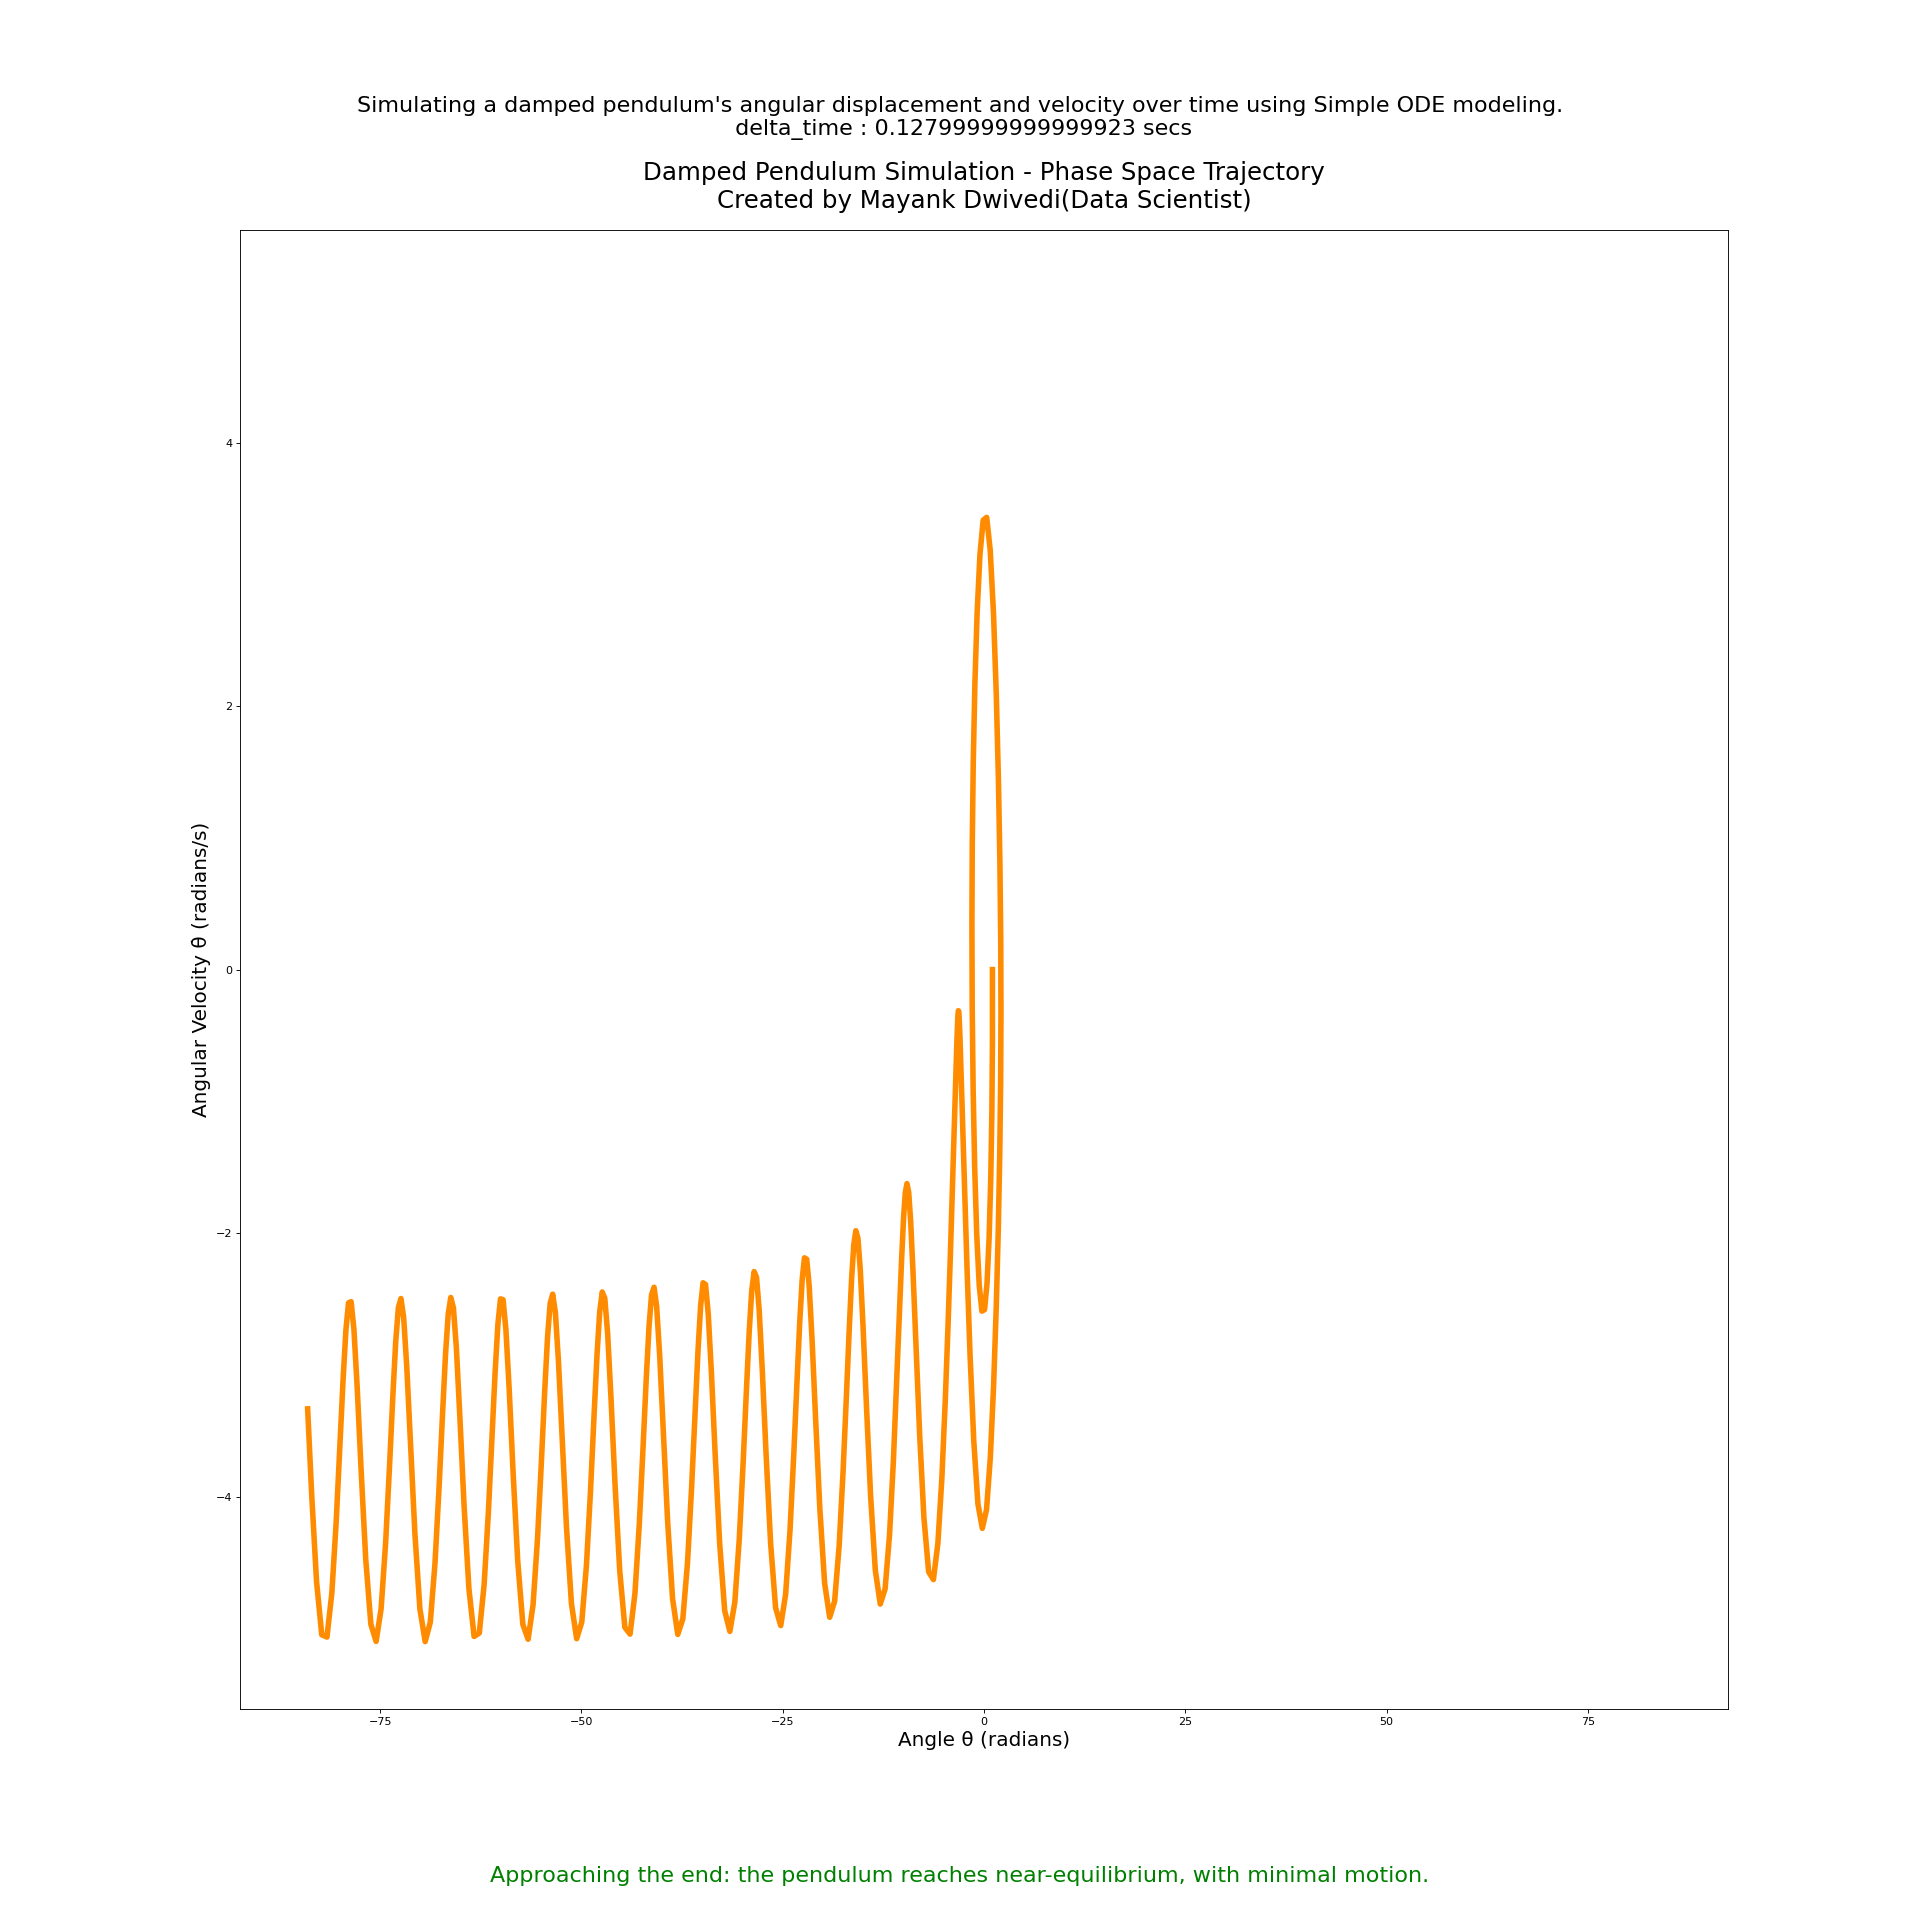 Simulating a damped pendulum's angular displacement and velocity over time using Simple ODE modeling.
delta_time : 0.12799999999999923 secs
Damped Pendulum Simulation - Phase Space Trajectory
Created by Mayank Dwivedi(Data Scientist)
Angular Velocity θ (radians/s)
4
2
0
−2
−4
−75
−50
−25
0
25
50
75
Angle θ (radians)
Approaching the end: the pendulum reaches near-equilibrium, with minimal motion.